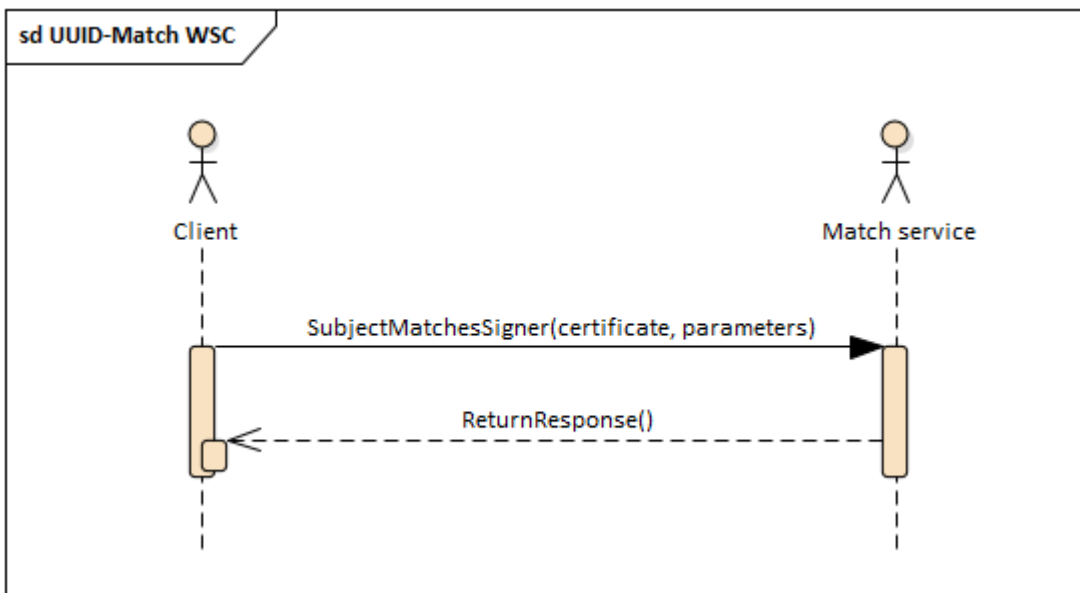 sd UUID-Match WSC
Client
Match service
SubjectMatchesSigner(certificate, parameters)
ReturnResponse()